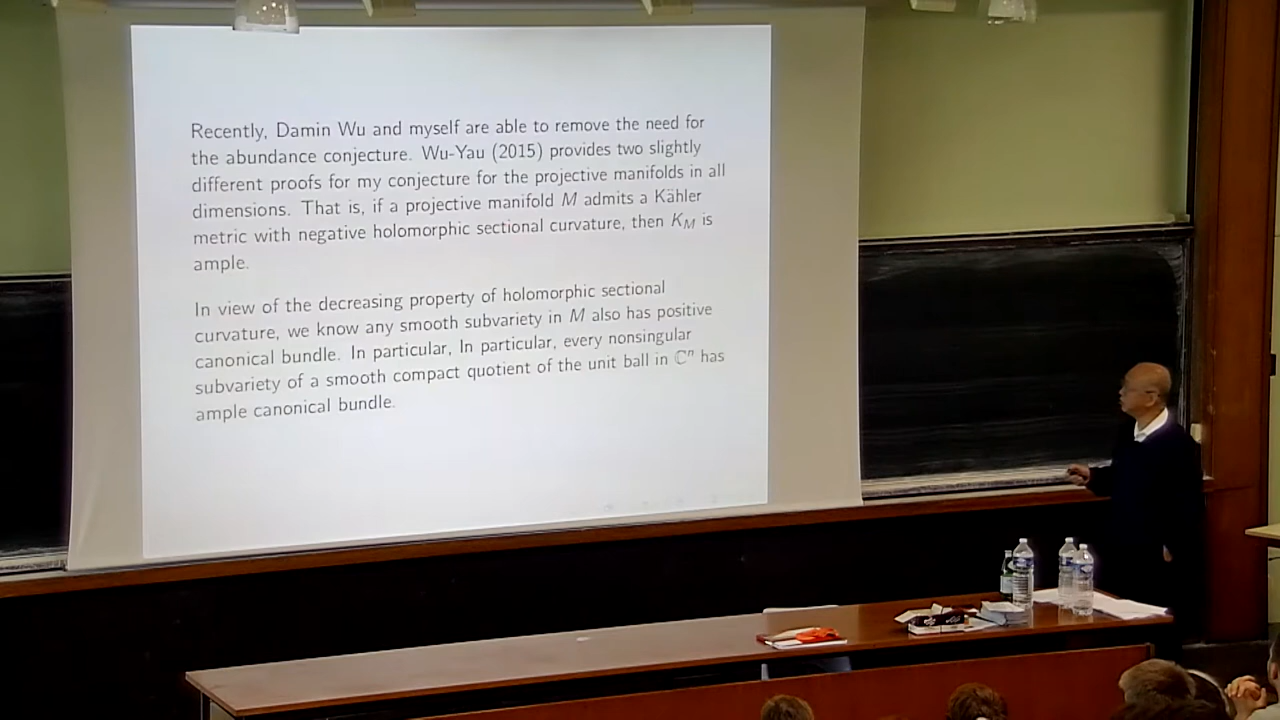 Recently, Damin Wu and myself are able to remove the need for
the abundance conjecture. Wu-Yau (2015) provides two slightly
different proofs for my conjecture for the projective manifolds in all
dimensions. That is, if a projective manifold M admits a Kähler
metric with negative holomorphic sectional curvature, then K_M is
ample.
In view of the decreasing property of holomorphic sectional
curvature, we know any smooth subvariety in M also has positive
canonical bundle. In particular, In particular, every nonsingular
subvariety of a smooth compact quotient of the unit ball in ℂⁿ has
ample canonical bundle.